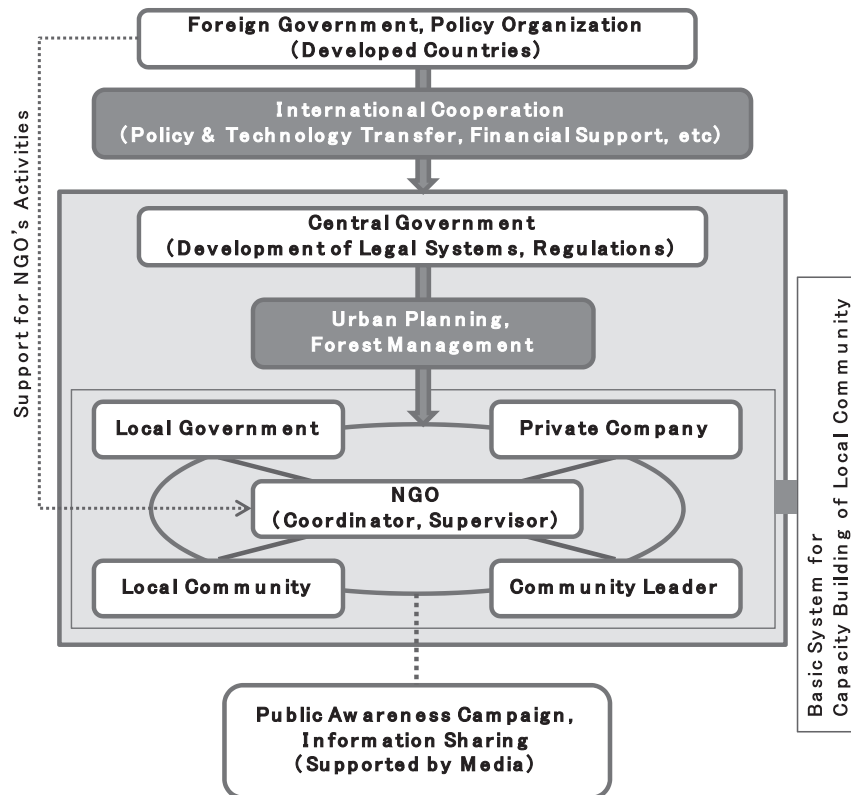 Foreign Government, Policy Organization
(Developed Countries)
International Cooperation
(Policy & Technology Transfer, Financial Support, etc)
Support for NGO's Activities
Central Government
(Development of Legal Systems, Regulations)
Urban Planning,
Forest Management
Local Government
Private Company
NGO
(Coordinator, Supervisor)
Local Community
Community Leader
Basic System for
Capacity Building of Local Community
Public Awareness Campaign,
Information Sharing
(Supported by Media)